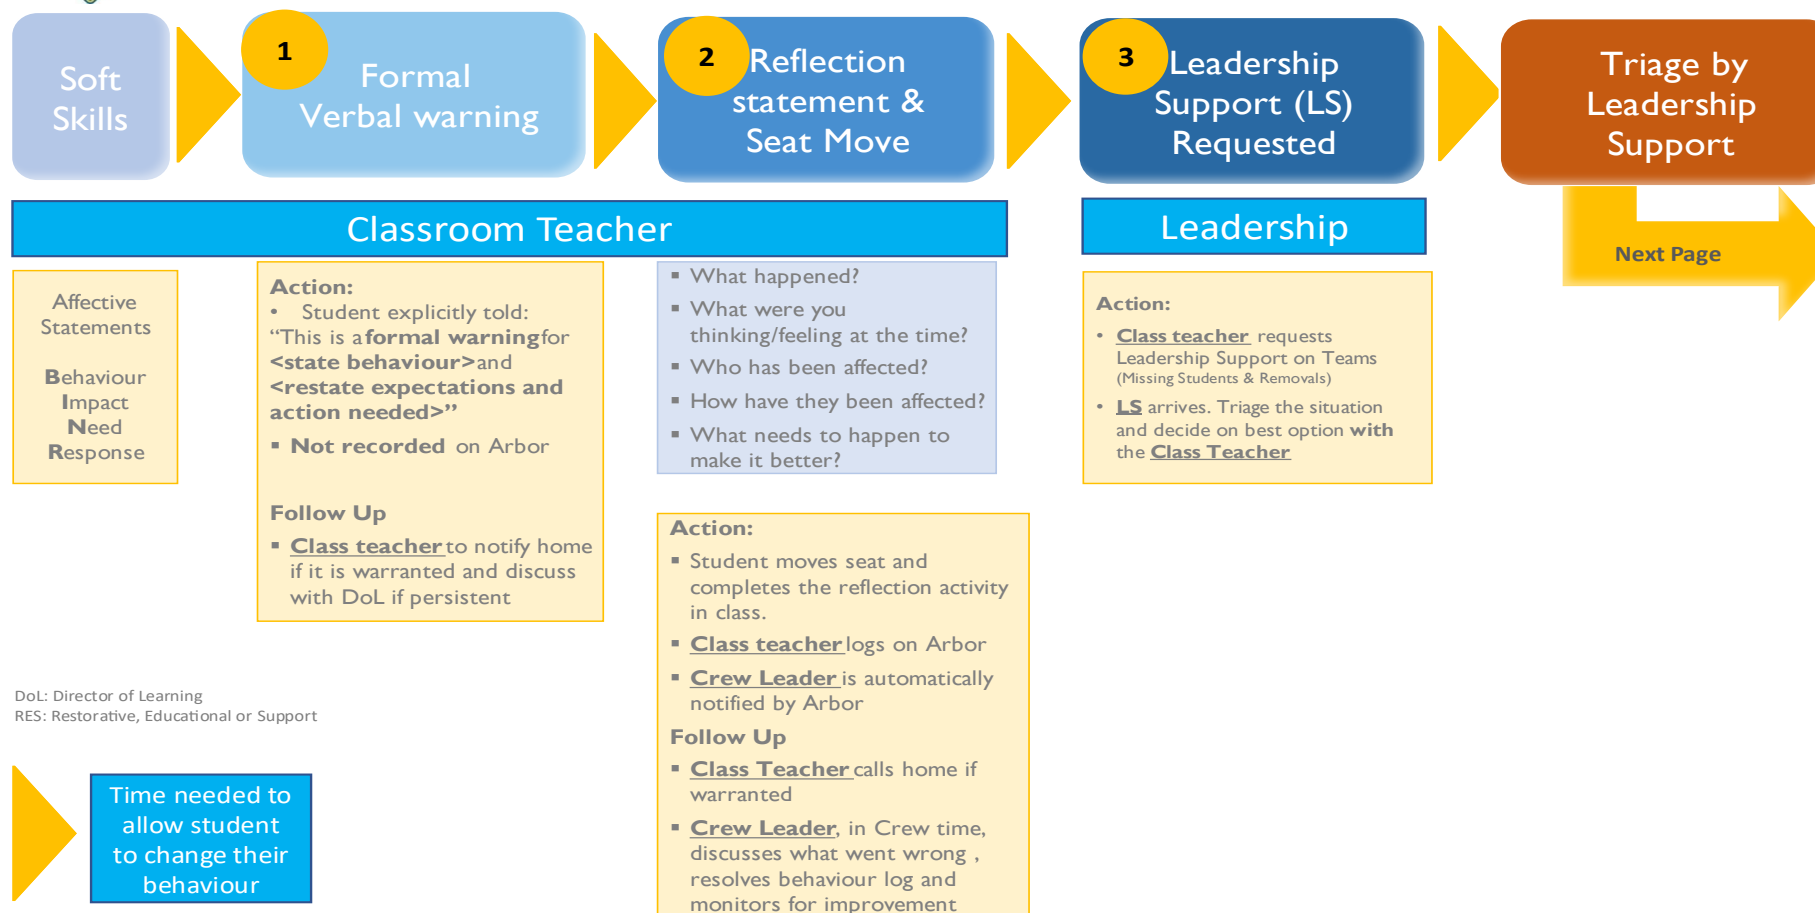 1
Formal
Verbal warning
Soft
Skills
2
Reflection
statement &
Seat Move
3
Leadership
Support (LS)
Requested
Triage by
Leadership
Support
Classroom Teacher
Leadership
Next Page
Affective
Statements
Behaviour
Impact
Need
Response
Action:
• Student explicitly told:
“This is a formal warning for
<state behaviour> and
<restate expectations and
action needed>”
▪ Not recorded on Arbor
Follow Up
▪ Class teacher to notify home
if it is warranted and discuss
with DoL if persistent
▪ What happened?
▪ What were you
thinking/feeling at the time?
▪ Who has been affected?
▪ How have they been affected?
▪ What needs to happen to
make it better?
Action:
▪ Student moves seat and
completes the reflection activity
in class.
▪ Class teacher logs on Arbor
▪ Crew Leader is automatically
notified by Arbor
Follow Up
▪ Class Teacher calls home if
warranted
▪ Crew Leader, in Crew time,
discusses what went wrong ,
resolves behaviour log and
monitors for improvement
Action:
• Class teacher requests
Leadership Support on Teams
(Missing Students & Removals)
• LS arrives. Triage the situation
and decide on best option with
the Class Teacher
DoL: Director of Learning
RES: Restorative, Educational or Support
Time needed to
allow student
to change their
behaviour